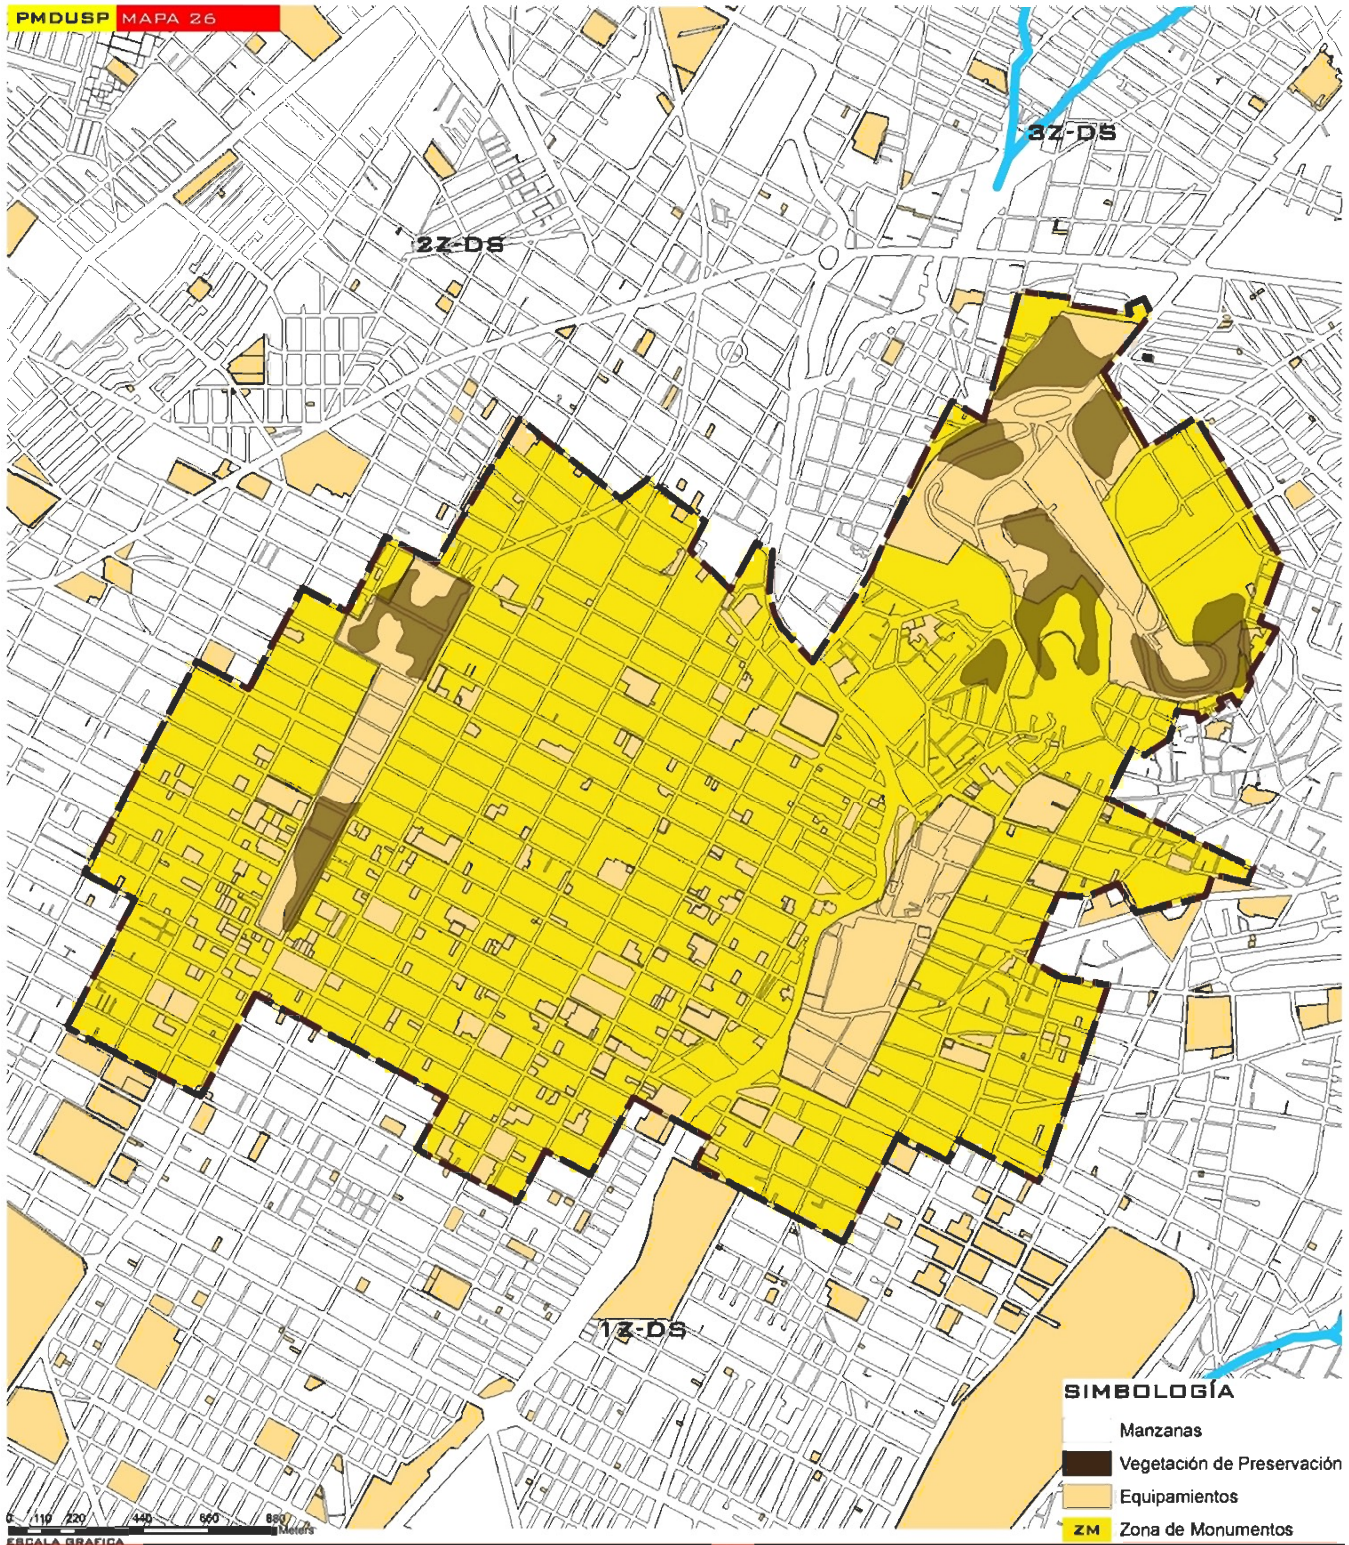 PMDUSP MAPA 26
3Z-DS
2Z-DS
1Z-DS
SIMBOLOGÍA
Manzanas
Vegetación de Preservación
Equipamientos
ZM Zona de Monumentos
0 110 220 440 660 880
Meters
ESCALA GRAFICA